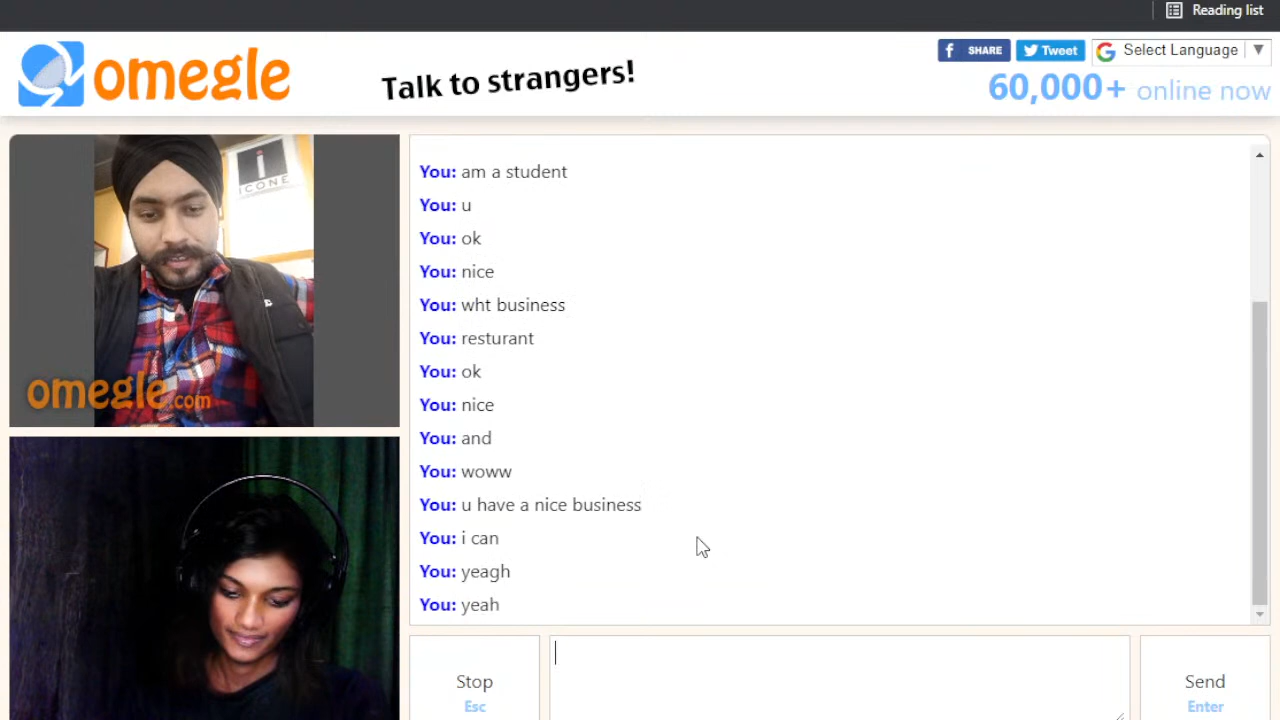 Reading list
omegle
Talk to strangers!
SHARE
Tweet
Select Language
60,000+ online now
ICONE
omegle.com
You: am a student
You: u
You: ok
You: nice
You: wht business
You: resturant
You: ok
You: nice
You: and
You: woww
You: u have a nice business
You: i can
You: yeagh
You: yeah
Stop
Esc
Send
Enter